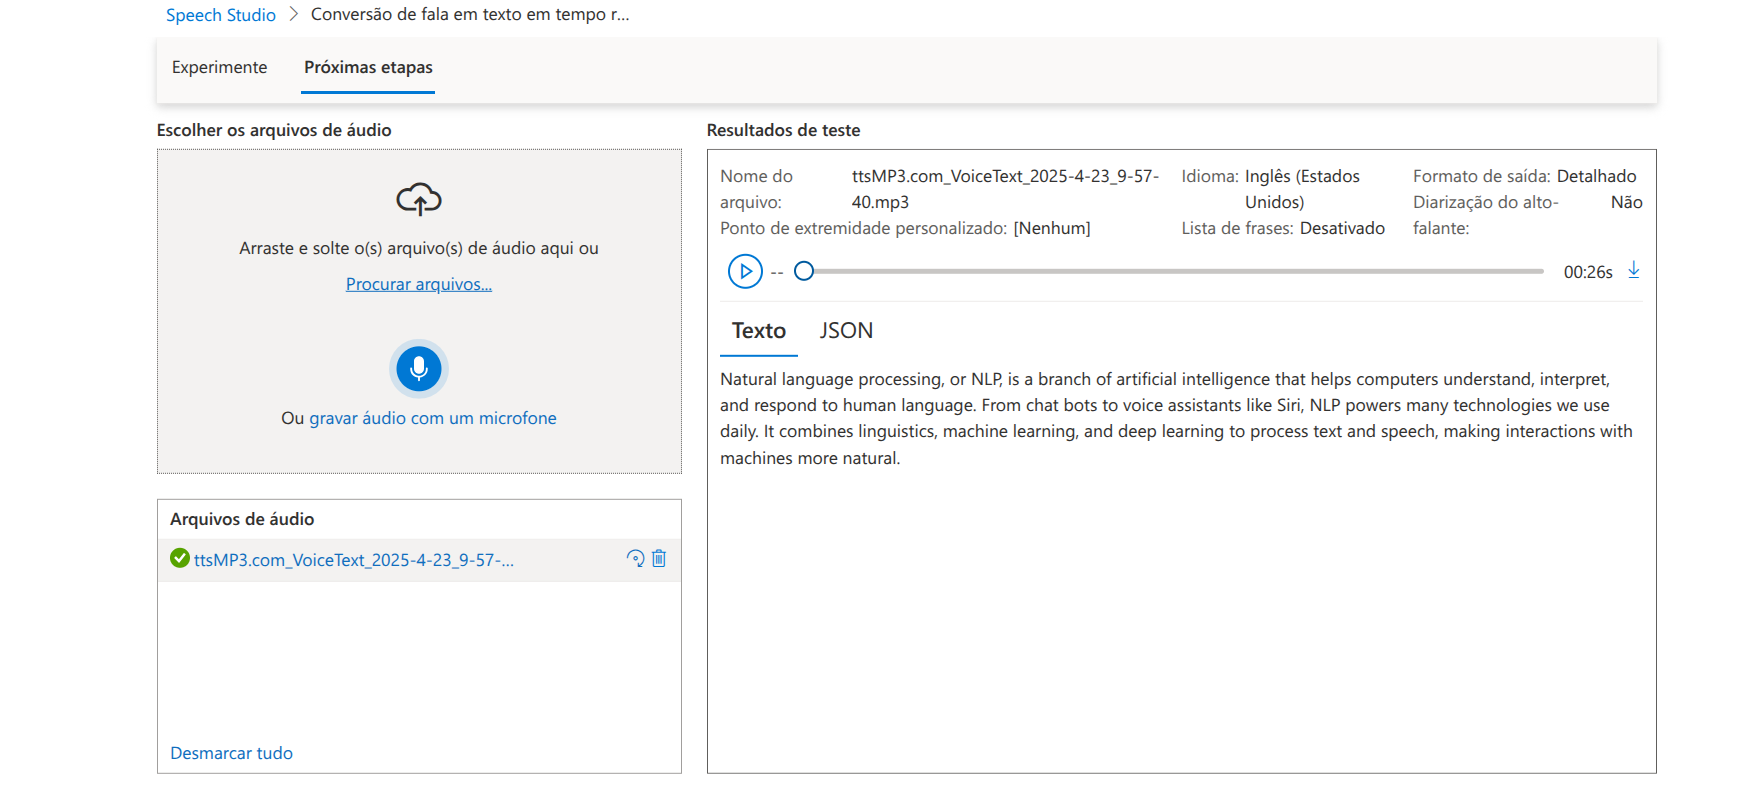 Speech Studio > Conversão de fala em texto em tempo r...
Experimente Próximas etapas
Escolher os arquivos de áudio
Arraste e solte o(s) arquivo(s) de áudio aqui ou
Procurar arquivos...
Ou gravar áudio com um microfone
Arquivos de áudio
ttsMP3.com_VoiceText_2025-4-23_9-57-...
Desmarcar tudo
Resultados de teste
Nome do arquivo: ttsMP3.com_VoiceText_2025-4-23_9-57-40.mp3
Idioma: Inglês (Estados Unidos)
Formato de saída: Detalhado
Diarização do alto-falante: Não
Ponto de extremidade personalizado: [Nenhum]
Lista de frases: Desativado
-- 00:26s
Texto JSON
Natural language processing, or NLP, is a branch of artificial intelligence that helps computers understand, interpret,
and respond to human language. From chat bots to voice assistants like Siri, NLP powers many technologies we use
daily. It combines linguistics, machine learning, and deep learning to process text and speech, making interactions with
machines more natural.